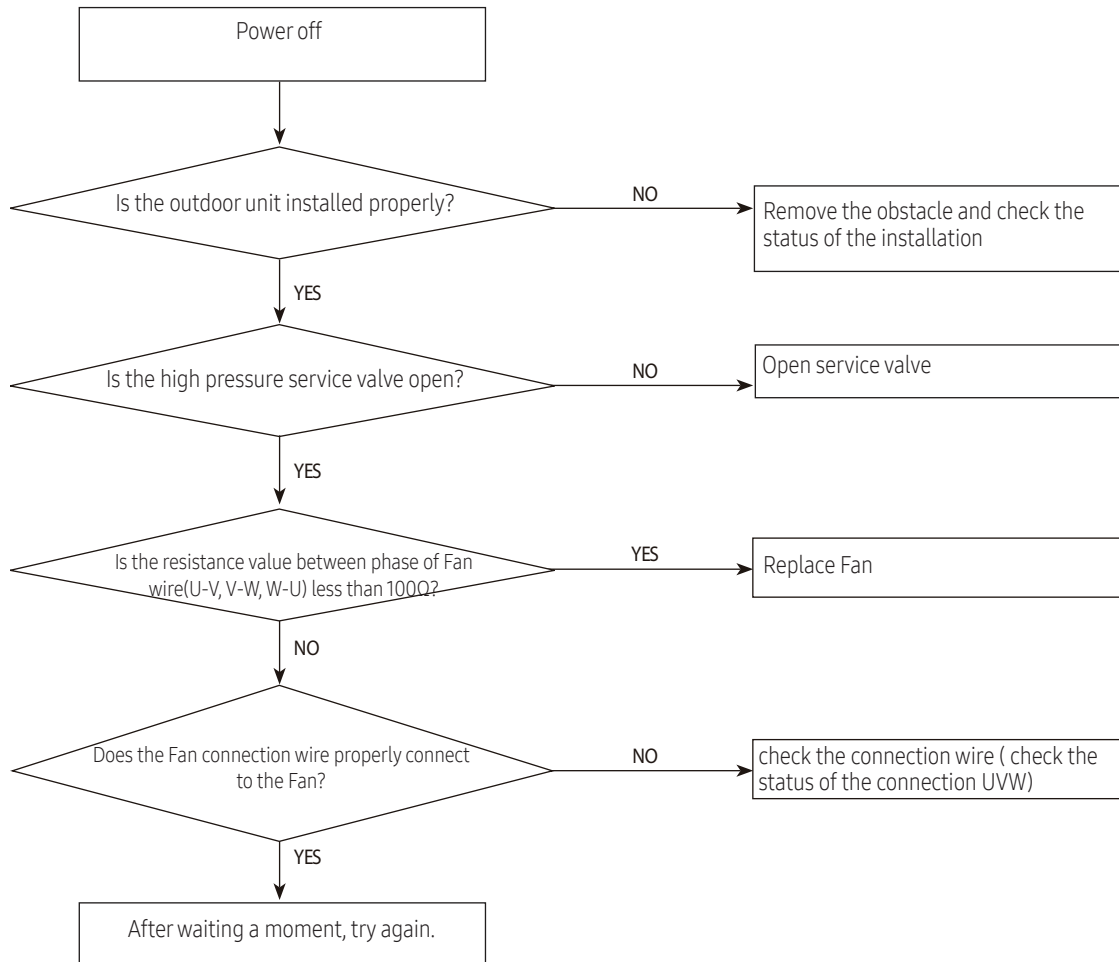 Power off
Is the outdoor unit installed properly?
NO
Remove the obstacle and check the
status of the installation
YES
Is the high pressure service valve open?
NO
Open service valve
YES
Is the resistance value between phase of Fan
wire(U-V, V-W, W-U) less than 100Ω?
YES
Replace Fan
NO
Does the Fan connection wire properly connect
to the Fan?
NO
check the connection wire ( check the
status of the connection UVW)
YES
After waiting a moment, try again.